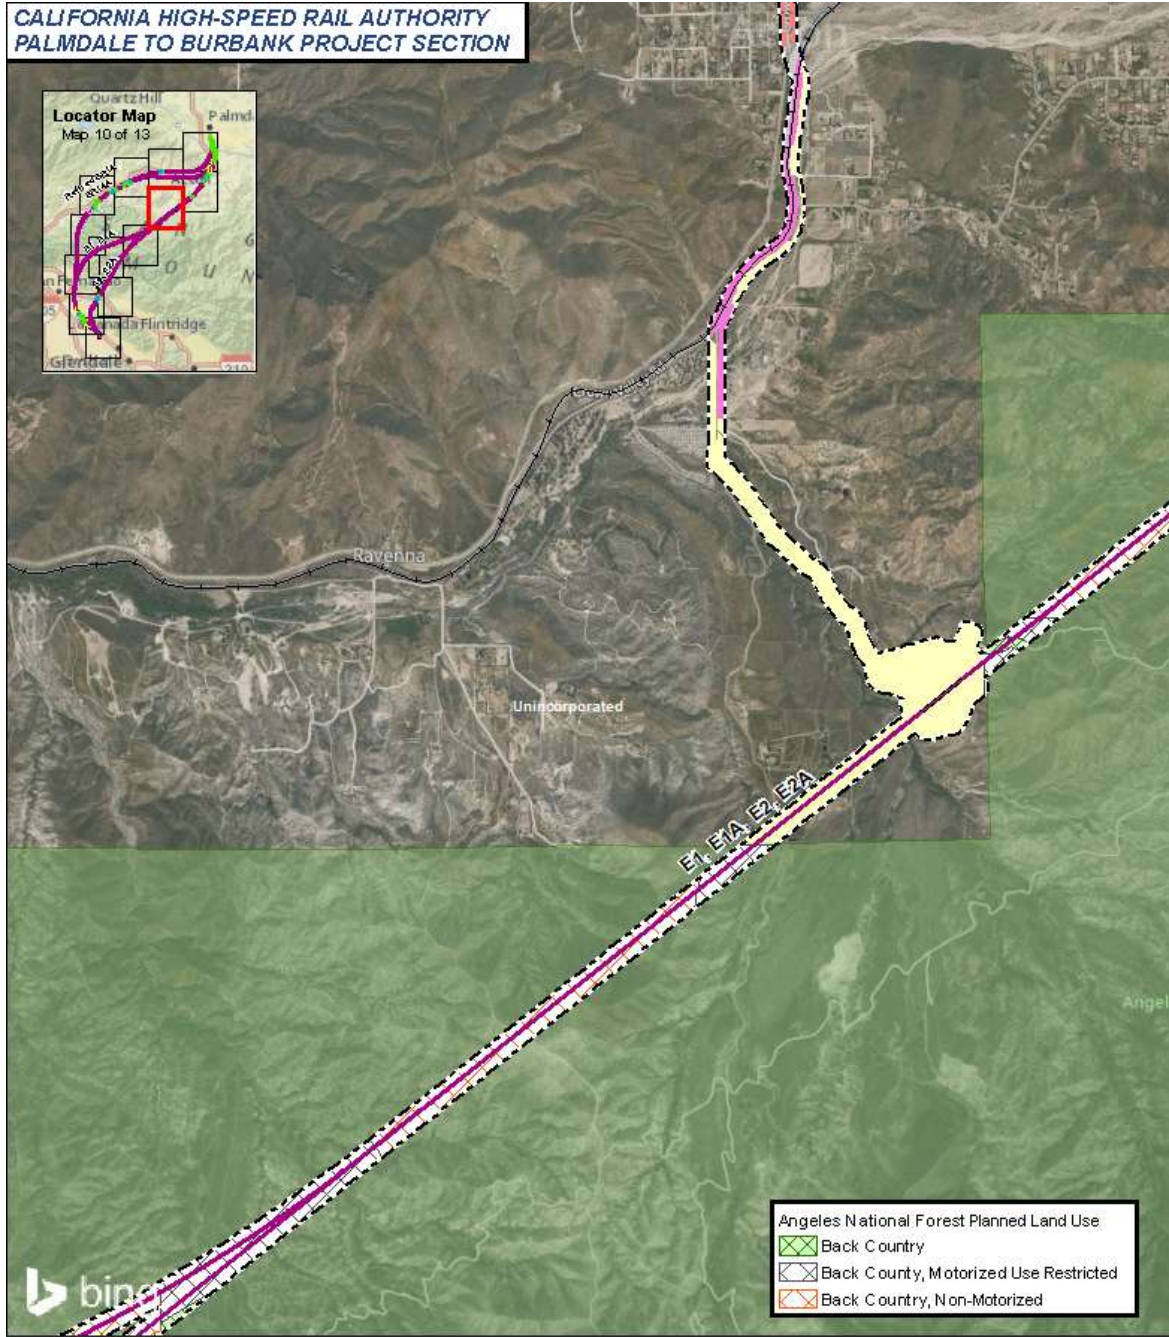 CALIFORNIA HIGH-SPEED RAIL AUTHORITY
PALMDALE TO BURBANK PROJECT SECTION
Quartz Hill
Locator Map
Palmd
Map 10 of 13
Flintridge
Glendale
210
Ravenna
Unincorporated
E1, E1A, E2, E2A
Angel
Angeles National Forest Planned Land Use
Back Country
Back County, Motorized Use Restricted
Back Country, Non-Motorized
bing